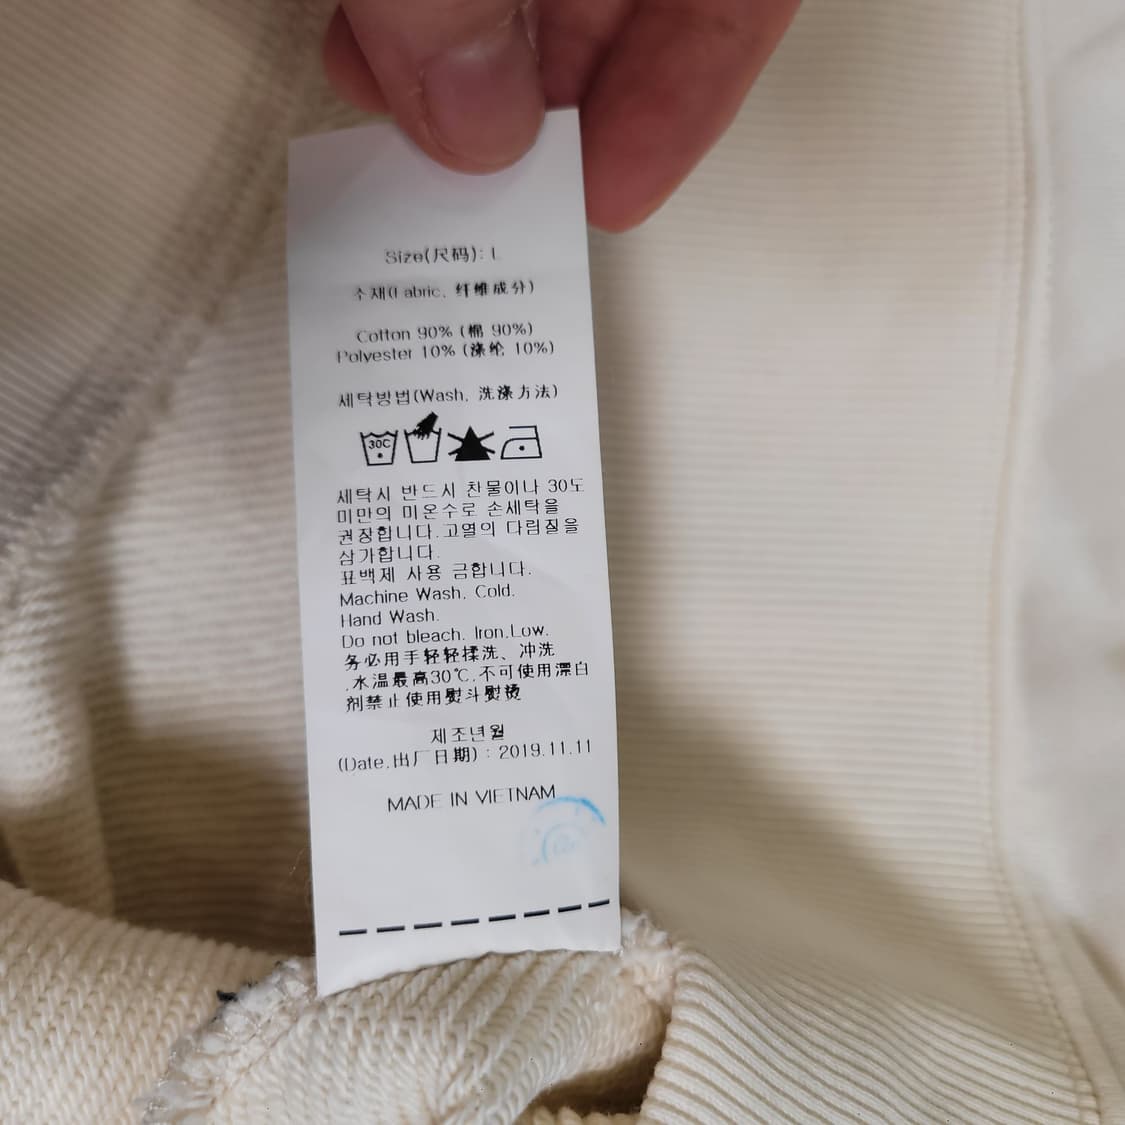 Size(尺码): L
소재(Fabric, 纤维成分)
Cotton 90% (棉 90%)
Polyester 10% (涤纶 10%)
세탁방법(Wash, 洗涤方法)
30C
세탁시 반드시 찬물이나 30도
미만의 미온수로 손세탁을
권장합니다.고열의 다림질을
삼가합니다.
표백제 사용 금합니다.
Machine Wash, Cold.
Hand Wash.
Do not bleach. Iron,Low.
务必用手轻轻揉洗、冲洗
,水温最高30℃,不可使用漂白
剂禁止使用熨斗熨烫
제조년월
(Date,出厂日期) : 2019.11.11
MADE IN VIETNAM